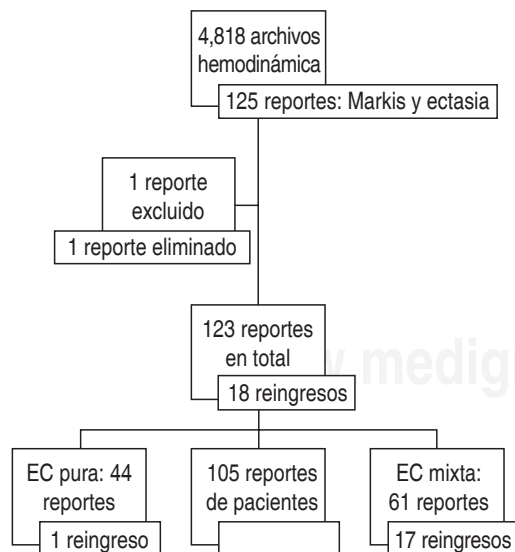 4,818 archivos
hemodinámica
125 reportes: Markis y ectasia
1 reporte
excluido
1 reporte eliminado
123 reportes
en total
18 reingresos
EC pura: 44
reportes
1 reingreso
105 reportes
de pacientes
EC mixta:
61 reportes
17 reingresos